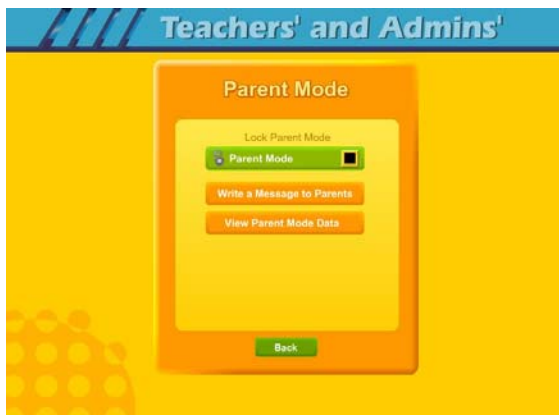 Teachers' and Admins'
Parent Mode
Lock Parent Mode
Parent Mode
Write a Message to Parents
View Parent Mode Data
Back